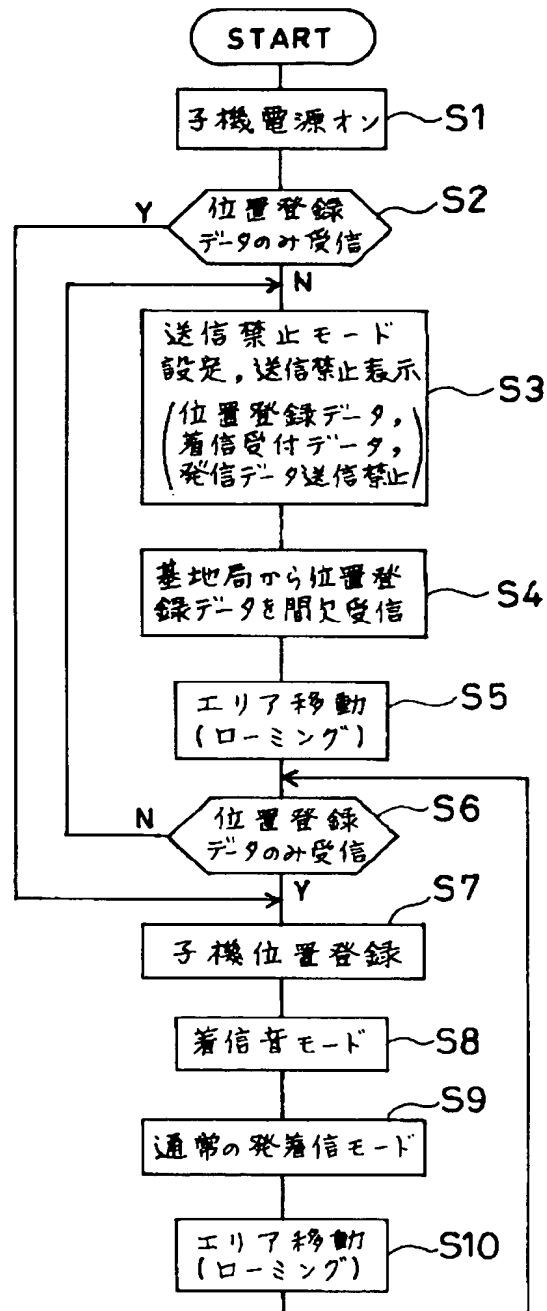 START
子機電源オン
S1
位置登録
データのみ受信
S2
Y
N
送信禁止モード
設定,送信禁止表示
(位置登録データ,
着信受付データ,
発信データ送信禁止)
S3
基地局から位置登
録データを間欠受信
S4
エリア移動
(ローミング)
S5
位置登録
データのみ受信
S6
N
Y
子機位置登録
S7
着信音モード
S8
通常の発着信モード
S9
エリア移動
(ローミング)
S10